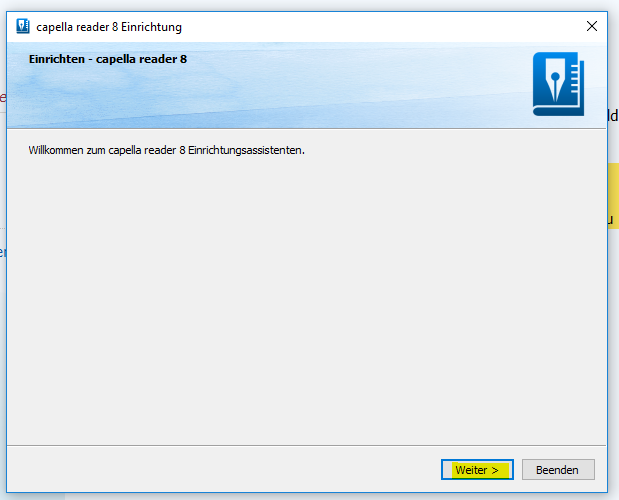 capella reader 8 Einrichtung
Einrichten - capella reader 8
Willkommen zum capella reader 8 Einrichtungsassistenten.
Weiter >
Beenden